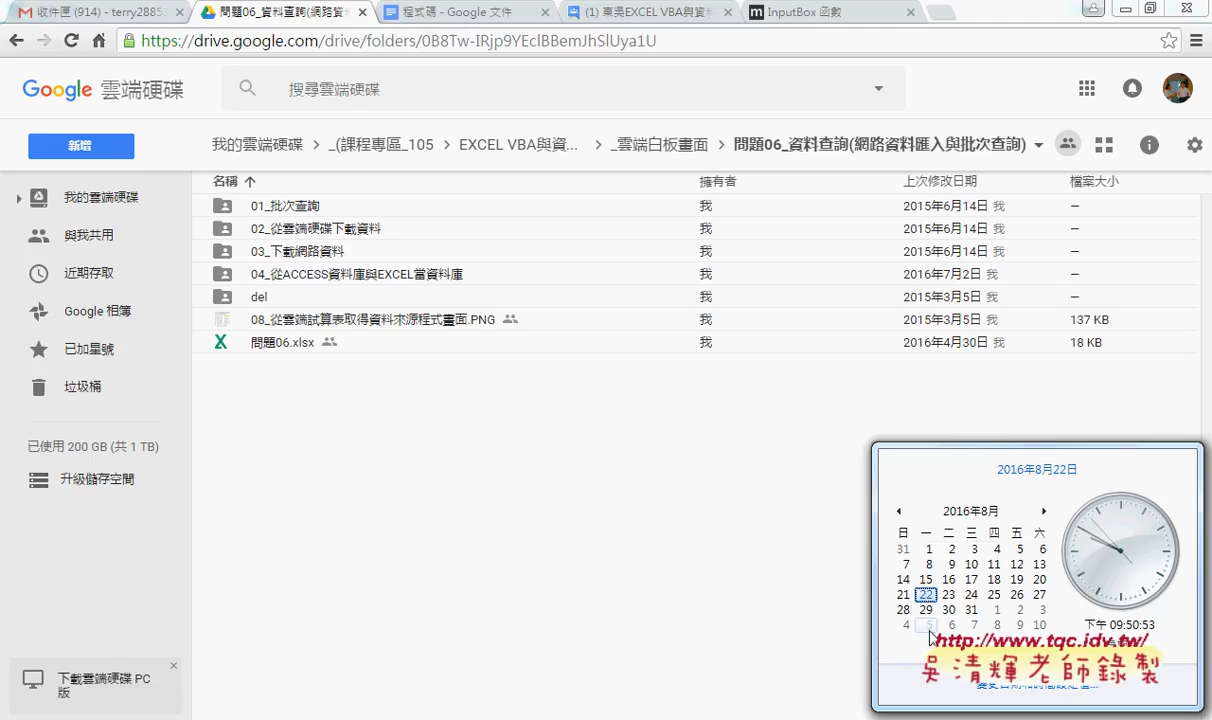 收件匣 (914) - terry2885
問題06_資料查詢(網路資
程式碼 - Google 文件
(1) 東吳EXCEL VBA與資料
InputBox 函數
https://drive.google.com/drive/folders/0B8Tw-IRjp9YEclBBemJhSlUya1U
Google 雲端硬碟
搜尋雲端硬碟
新增
我的雲端硬碟 > _(課程專區_105 > EXCEL VBA與資... > _雲端白板畫面 > 問題06_資料查詢(網路資料匯入與批次查詢)
名稱 擁有者 上次修改日期 檔案大小
我的雲端硬碟
與我共用
近期存取
Google 相簿
已加星號
垃圾桶
已使用 200 GB (共 1 TB)
升級儲存空間
下載雲端硬碟 PC
版
01_批次查詢 我 2015年6月14日 我 –
02_從雲端硬碟下載資料 我 2015年6月14日 我 –
03_下載網路資料 我 2015年6月14日 我 –
04_從ACCESS資料庫與EXCEL當資料庫 我 2016年7月2日 我 –
del 我 2015年3月5日 我 –
08_從雲端試算表取得資料來源程式畫面.PNG 我 2015年3月5日 我 137 KB
問題06.xlsx 我 2016年4月30日 我 18 KB
2016年8月22日
2016年8月
日 一 二 三 四 五 六
31 1 2 3 4 5 6
7 8 9 10 11 12 13
14 15 16 17 18 19 20
21 22 23 24 25 26 27
28 29 30 31 1 2 3
4 5 6 7 8 9 10
下午 09:50:53
http://www.tqc.idv.tw/
吳清輝老師錄製